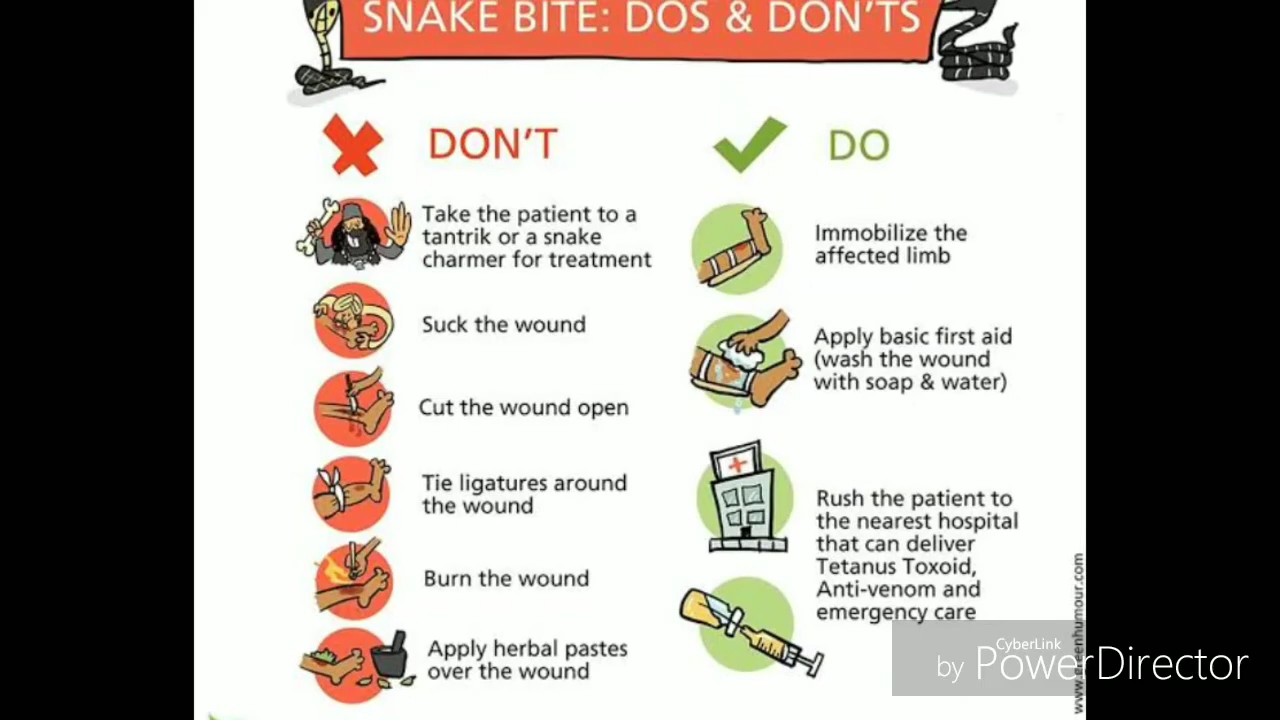 SNAKE BITE: DOS & DON'TS
DON'T
Take the patient to a
tantrik or a snake
charmer for treatment
Suck the wound
Cut the wound open
Tie ligatures around
the wound
Burn the wound
Apply herbal pastes
over the wound
DO
Immobilize the
affected limb
Apply basic first aid
(wash the wound
with soap & water)
Rush the patient to
the nearest hospital
that can deliver
Tetanus Toxoid,
Anti-venom and
emergency care
CyberLink
by PowerDirector